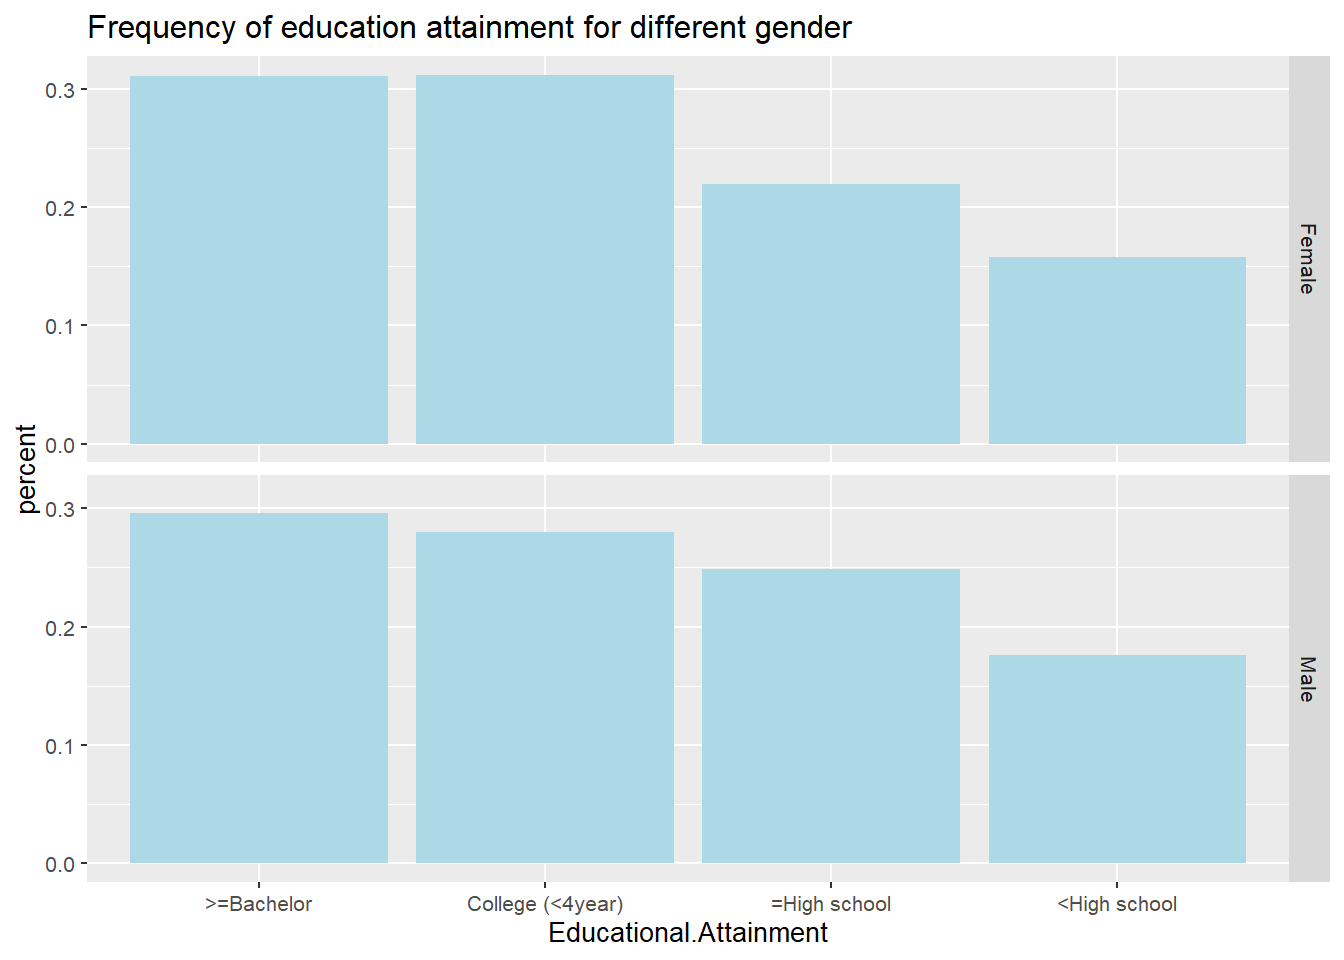 Frequency of education attainment for different gender
0.3
0.2
0.1
0.0
Female
percent
0.3
0.2
0.1
0.0
Male
>=Bachelor College (<4year) =High school <High school
Educational.Attainment